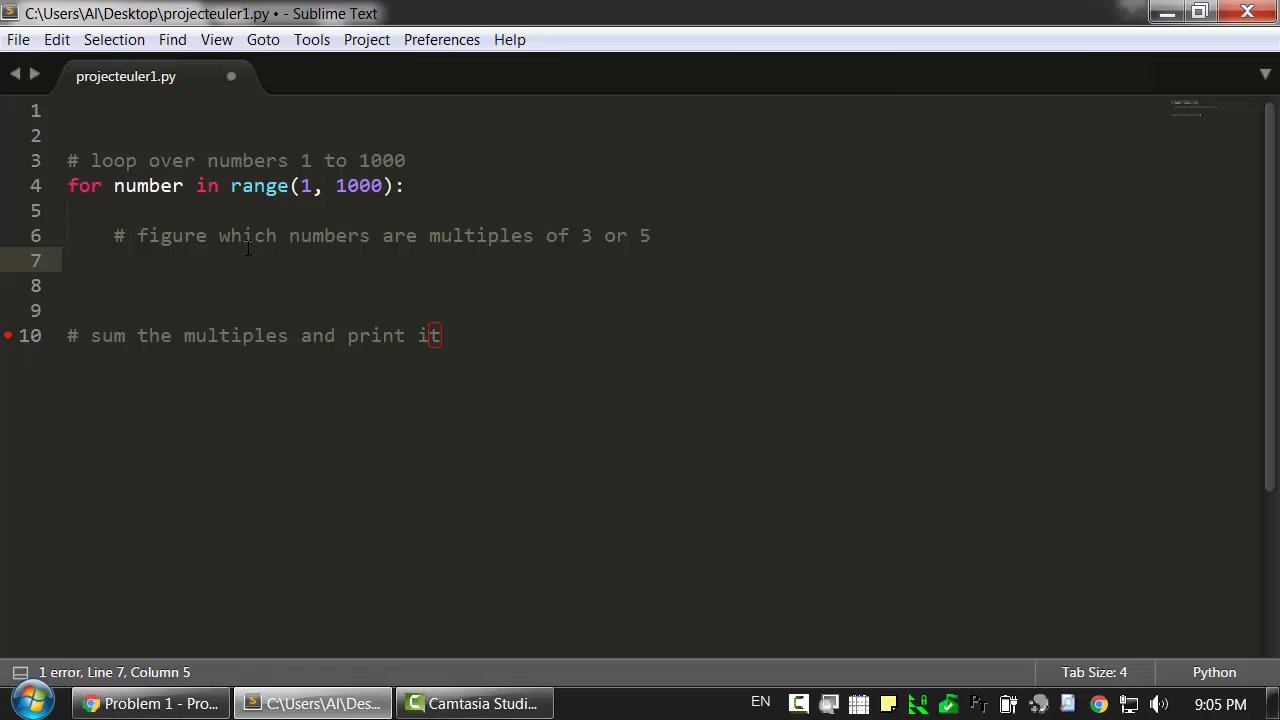 C:\Users\AI\Desktop\projecteuler1.py • - Sublime Text
File Edit Selection Find View Goto Tools Project Preferences Help
projecteuler1.py
1
2
3 # loop over numbers 1 to 1000
4 for number in range(1, 1000):
5
6 # figure which numbers are multiples of 3 or 5
7
8
9
10 # sum the multiples and print it
1 error, Line 7, Column 5 Tab Size: 4 Python
Problem 1 - Pro... C:\Users\AI\Des... Camtasia Studi... EN 9:05 PM